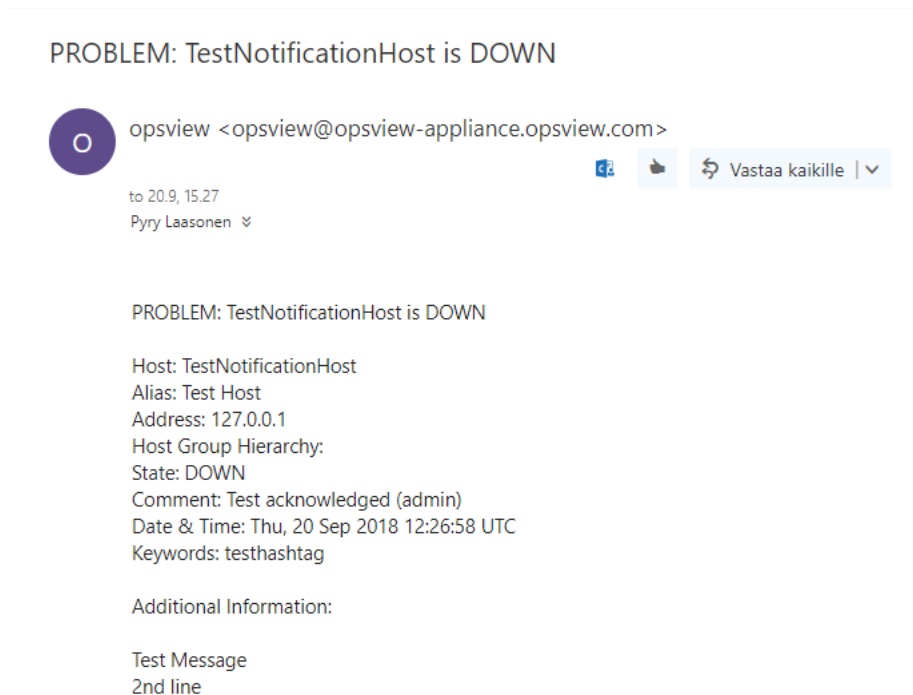 PROBLEM: TestNotificationHost is DOWN
O
opsview <opsview@opsview-appliance.opsview.com>
Vastaa kaikille
to 20.9, 15.27
Pyry Laasonen
PROBLEM: TestNotificationHost is DOWN
Host: TestNotificationHost
Alias: Test Host
Address: 127.0.0.1
Host Group Hierarchy:
State: DOWN
Comment: Test acknowledged (admin)
Date & Time: Thu, 20 Sep 2018 12:26:58 UTC
Keywords: testhashtag
Additional Information:
Test Message
2nd line